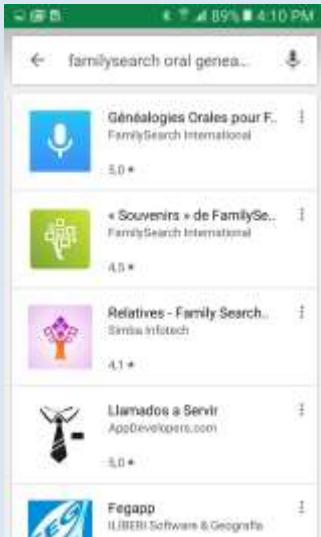 89% 4:10 PM
familysearch oral genea...
Généalogies Orales pour F..
FamilySearch International
5,0 ★
« Souvenirs » de FamilySe..
FamilySearch International
4,5 ★
Relatives - Family Search..
Simba Infotech
4,1 ★
Llamados a Servir
AppDevelopers.com
5,0 ★
Fegapp
ILIBERI Software & Geografia